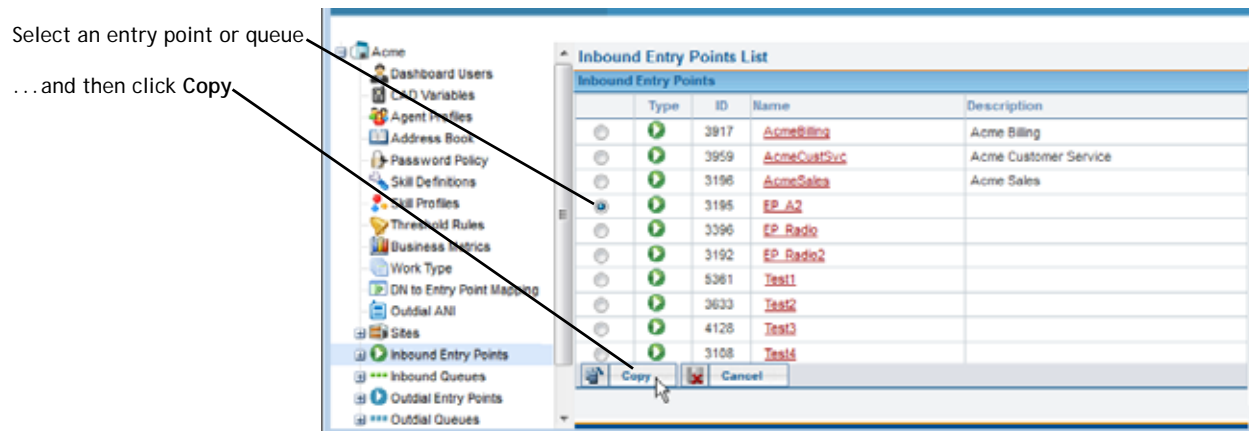 Select an entry point or queue
...and then click Copy
Acme
Dashboard Users
CAD Variables
Agent Profiles
Address Book
Password Policy
Skill Definitions
Skill Profiles
Threshold Rules
Business Metrics
Work Type
DN to Entry Point Mapping
Outdial ANI
Sites
Inbound Entry Points
Inbound Queues
Outdial Entry Points
Outdial Queues
Inbound Entry Points List
Inbound Entry Points
Type ID Name Description
3917 AcmeBilling Acme Billing
3959 AcmeCustSvc Acme Customer Service
3196 AcmeSales Acme Sales
3195 EP_A2
3396 EP_Radio
3192 EP_Radio2
5361 Test1
3633 Test2
4128 Test3
3108 Test4
Copy Cancel